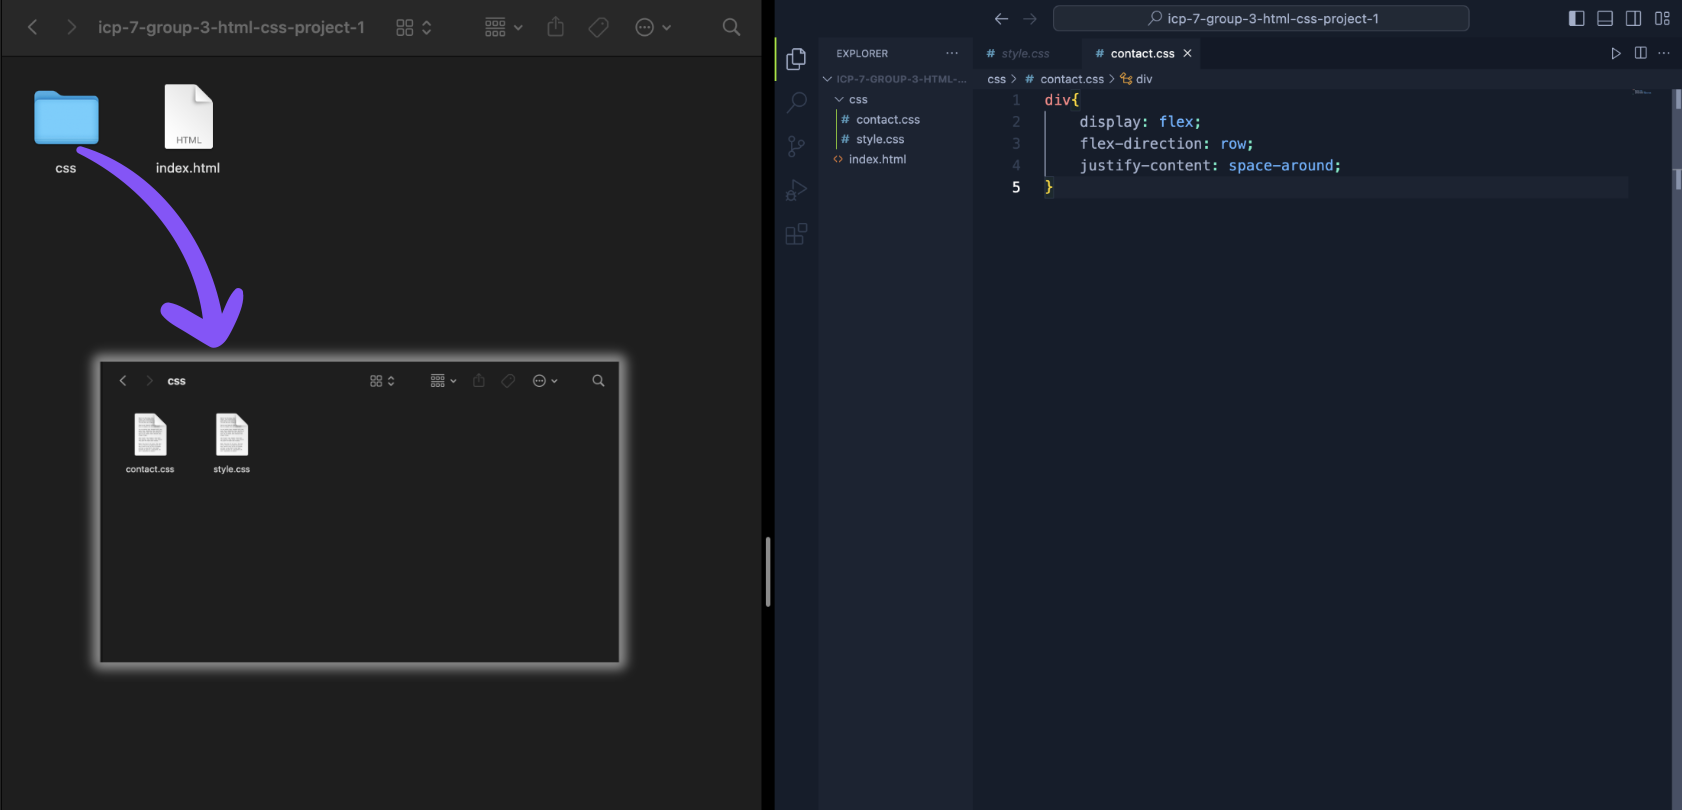 icp-7-group-3-html-css-project-1
HTML
css
index.html
css
contact.css
style.css
icp-7-group-3-html-css-project-1
EXPLORER
ICP-7-GROUP-3-HTML-...
css
# contact.css
# style.css
<> index.html
# style.css
# contact.css
css > # contact.css > div
1 div{
2 display: flex;
3 flex-direction: row;
4 justify-content: space-around;
5 }